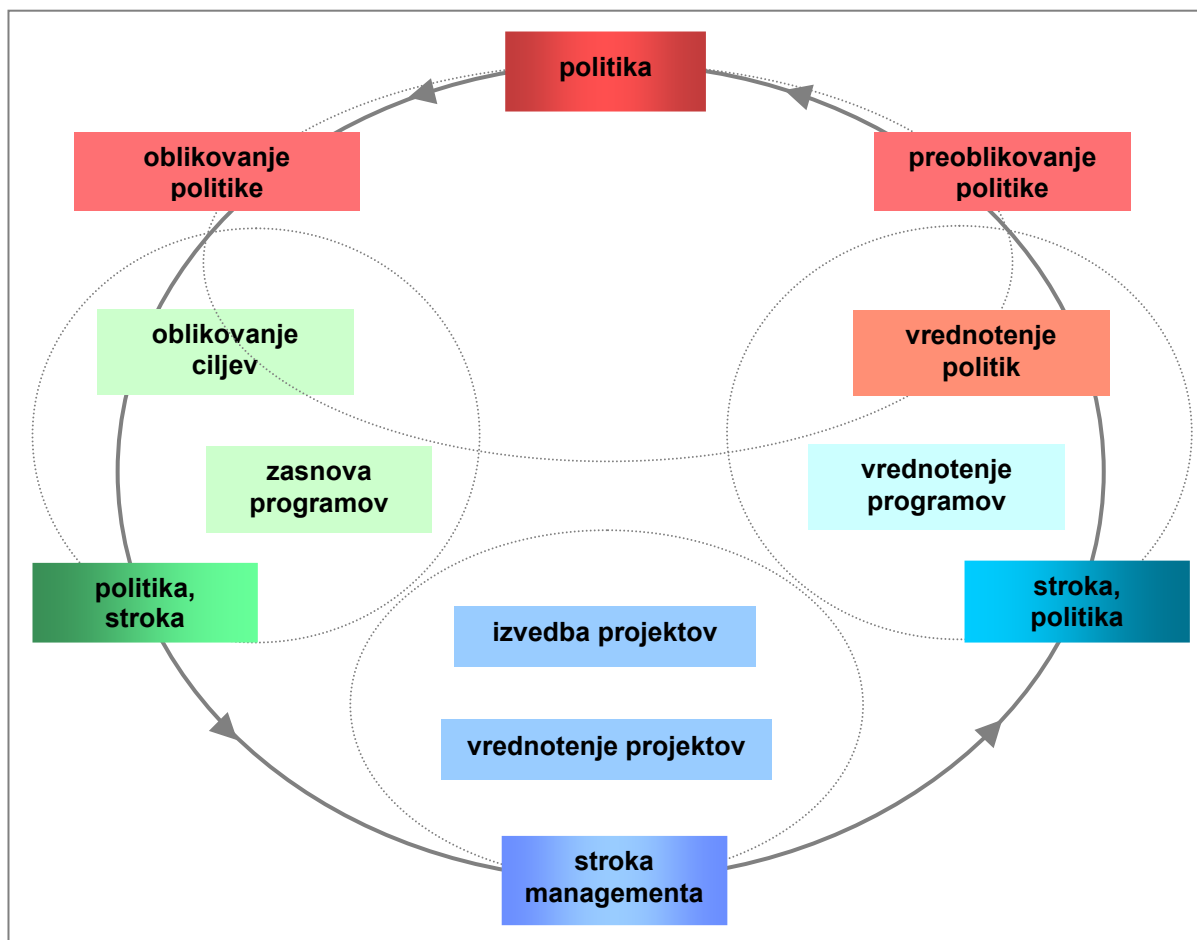 politika
oblikovanje
politike
preoblikovanje
politike
oblikovanje
ciljev
vrednotenje
politik
zasnova
programov
vrednotenje
programov
politika,
stroka
stroka,
politika
izvedba projektov
vrednotenje projektov
stroka
managementa